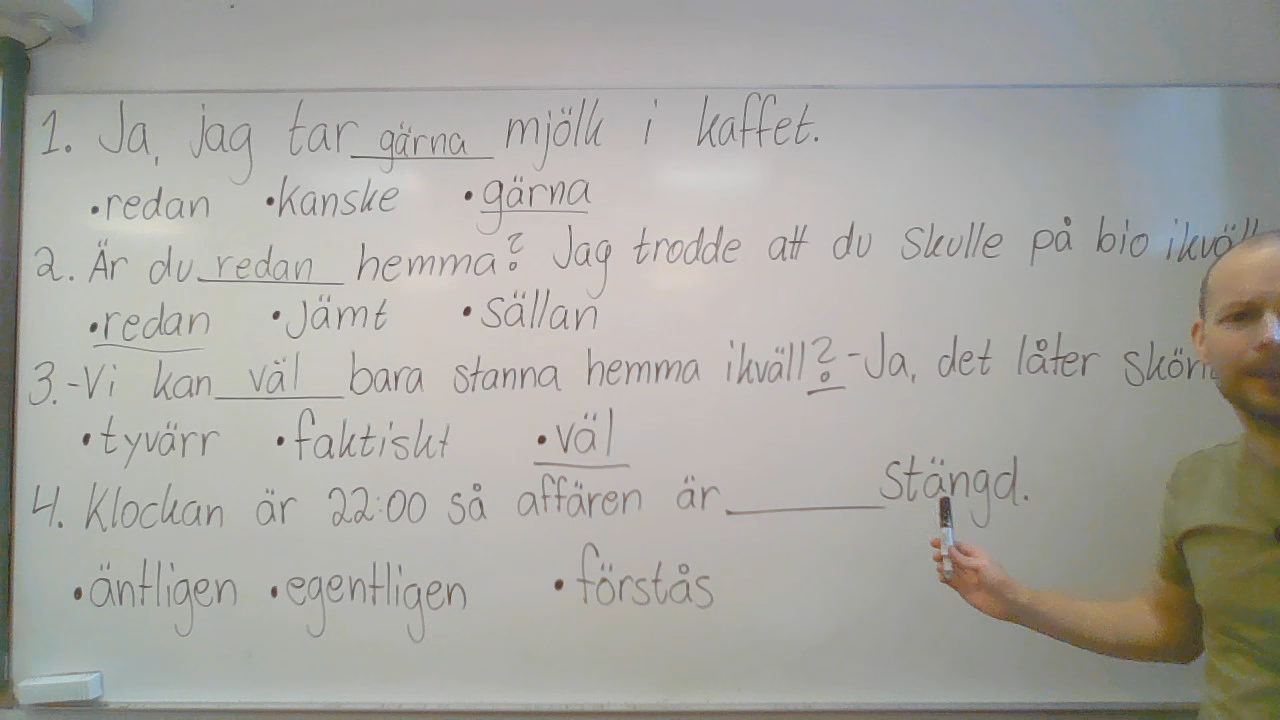 1. Ja, jag tar gärna mjölk i kaffet.
•redan •kanske •gärna
2. Är du redan hemma? Jag trodde att du skulle på bio ikväll
•redan •jämt •sällan
3. -Vi kan väl bara stanna hemma ikväll? -Ja, det låter
•tyvärr •faktiskt •väl
4. Klockan är 22:00 så affären är ______ stängd.
•äntligen •egentligen •förstås